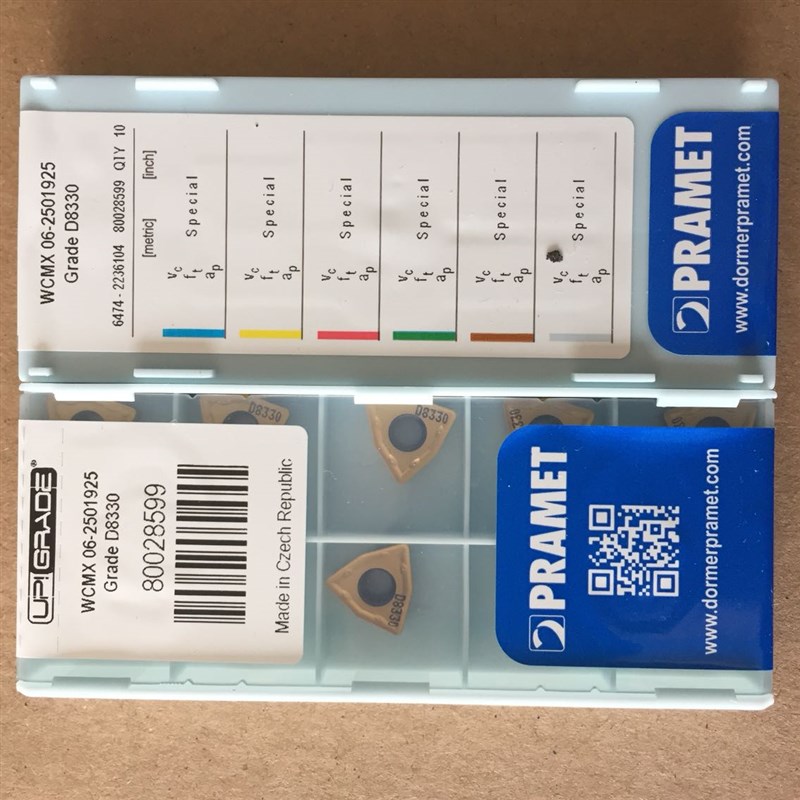 WCMX 06-2501925
Grade D8330
6474 - 2236104 80028599 QTY 10
[metric] [inch]
vc
ft
ap
Special
vc
ft
ap
Special
vc
ft
ap
Special
vc
ft
ap
Special
vc
ft
ap
Special
vc
ft
ap
Special
PRAMET
www.dormerpramet.com
UP!GRADE®
WCMX 06-2501925
Grade D8330
80028599
Made in Czech Republic
D8330
D8330
D8330
PRAMET
www.dormerpramet.com